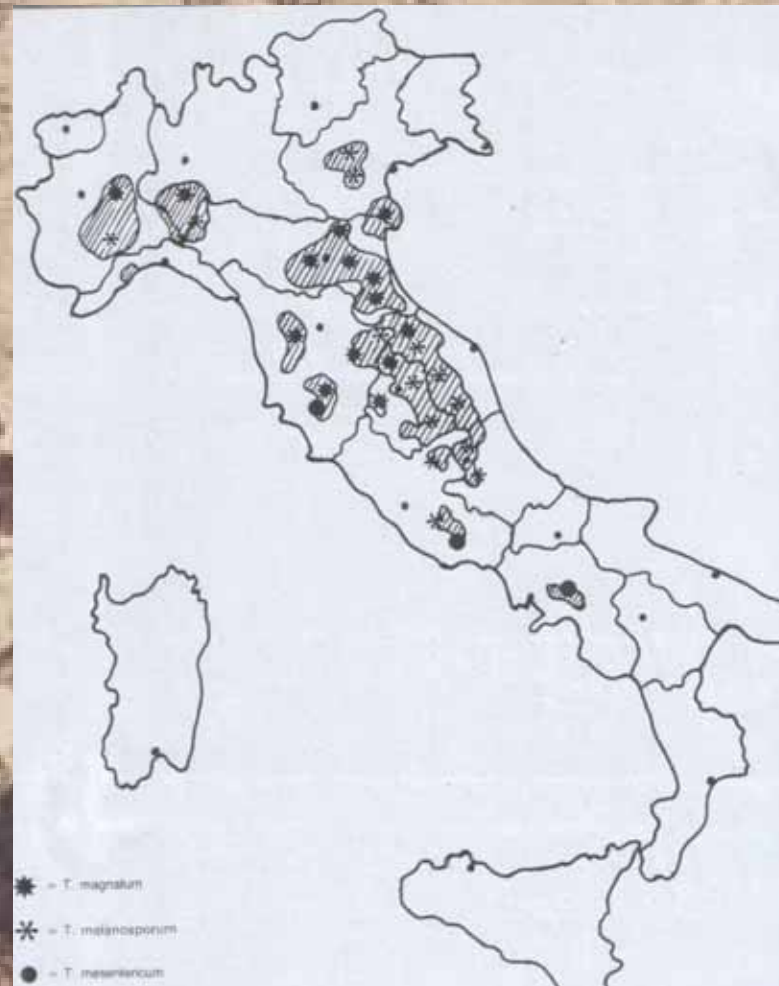 = T. magnatum
= T. melanosporum
= T. mesentericum